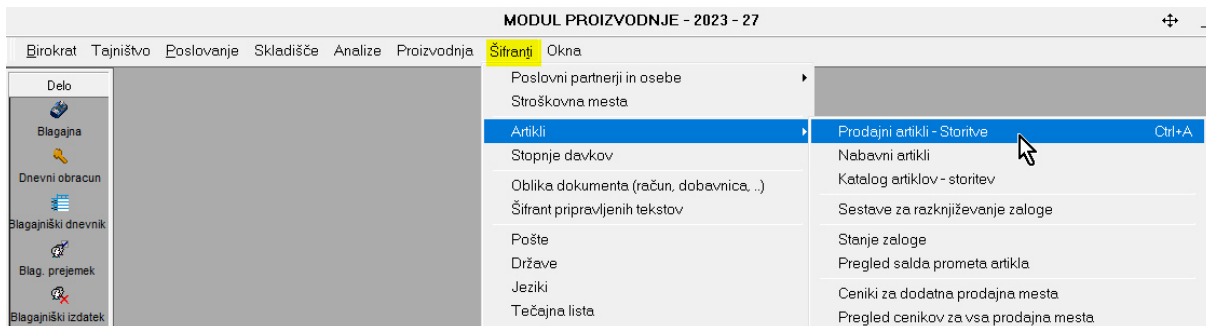 MODUL PROIZVODNJE - 2023 - 27
Birokrat Tajništvo Poslovanje Skladišče Analize Proizvodnja Šifranti Okna
Delo
Blagajna
Dnevni obracun
Blagajniški dnevnik
Blag. prejemek
Blagajniški izdatek
Poslovni partnerji in osebe
Stroškovna mesta
Artikli
Stopnje davkov
Oblika dokumenta (račun, dobavnica, ..)
Šifrant pripravljenih tekstov
Pošte
Države
Jeziki
Tečajna lista
Prodajni artikli - Storitve Ctrl+A
Nabavni artikli
Katalog artiklov - storitev
Sestave za razknjiževanje zaloge
Stanje zaloge
Pregled salda prometa artikla
Ceniki za dodatna prodajna mesta
Pregled cenikov za vsa prodajna mesta